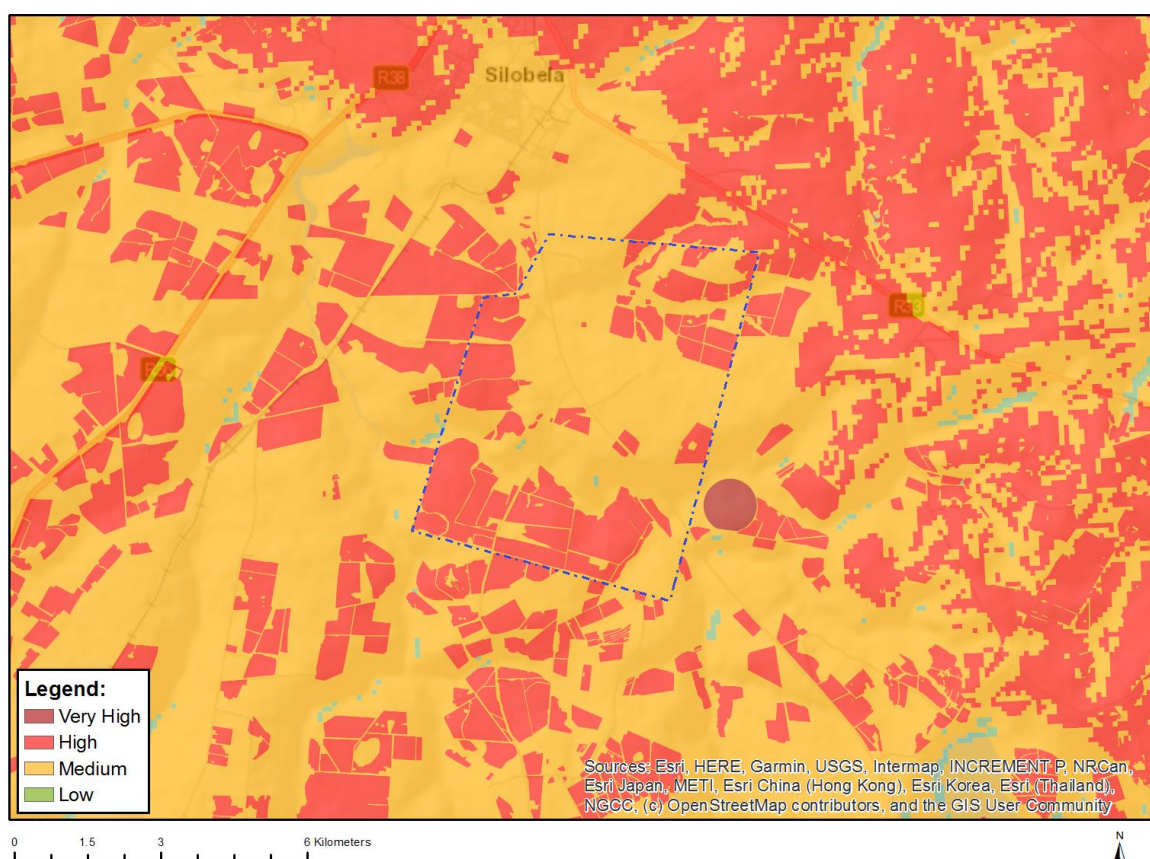 R38
Silobela
Legend:
Very High
High
Medium
Low
Sources: Esri, HERE, Garmin, USGS, Intermap, INCREMENT P, NRCan,
Esri Japan, METI, Esri China (Hong Kong), Esri Korea, Esri (Thailand),
NGCC, (c) OpenStreetMap contributors, and the GIS User Community
0 1.5 3 6 Kilometers
N